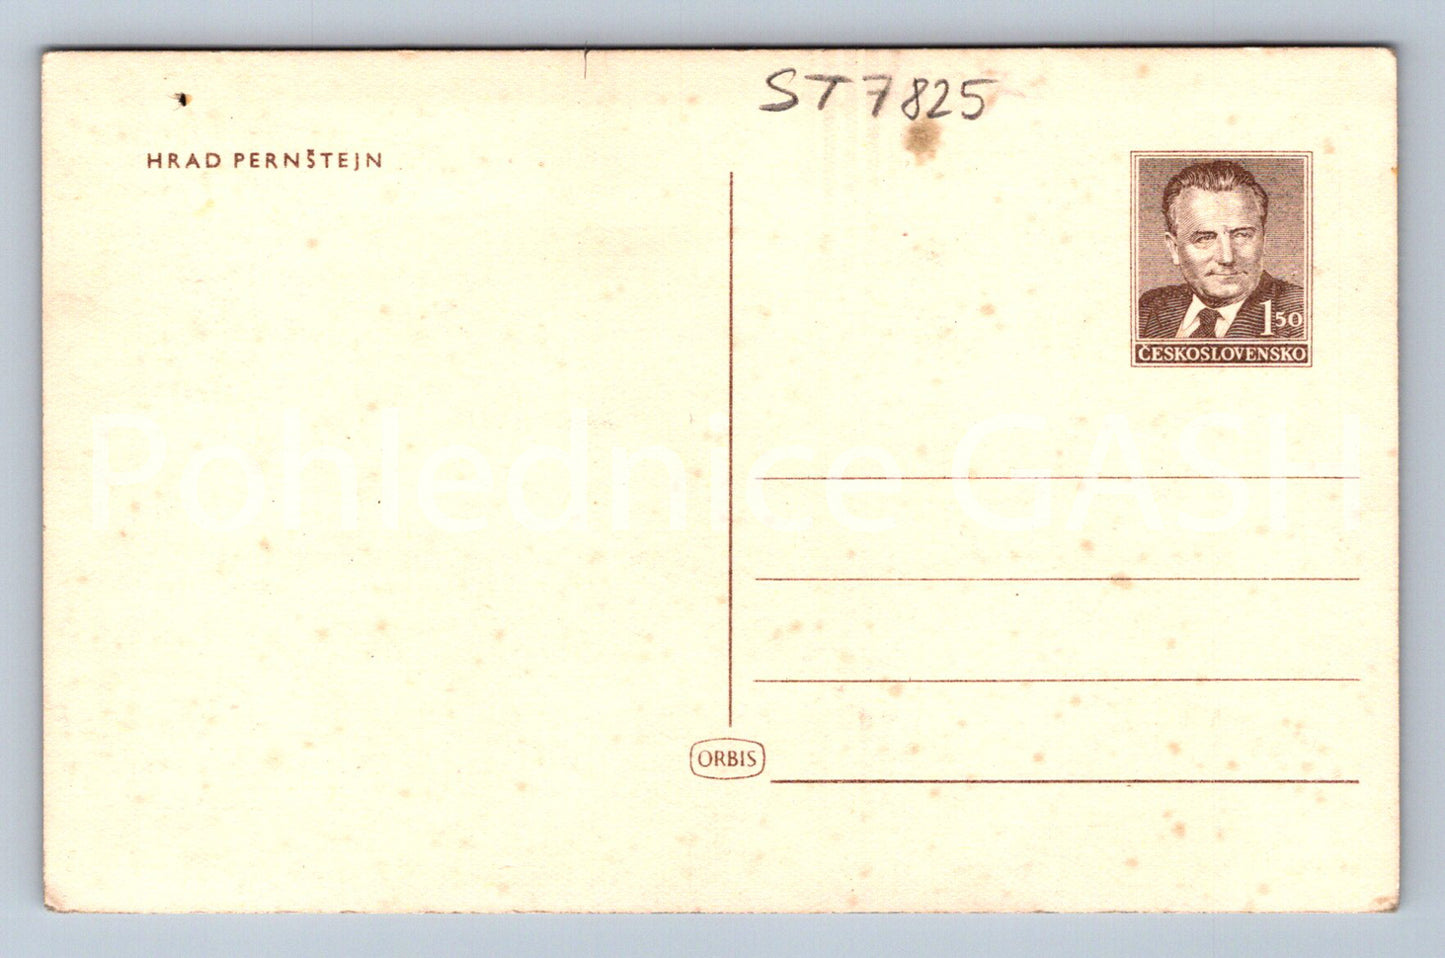 ST7825
HRAD PERNŠTEJN
1.50
ČESKOSLOVENSKO
Pohlednice GASH
ORBIS